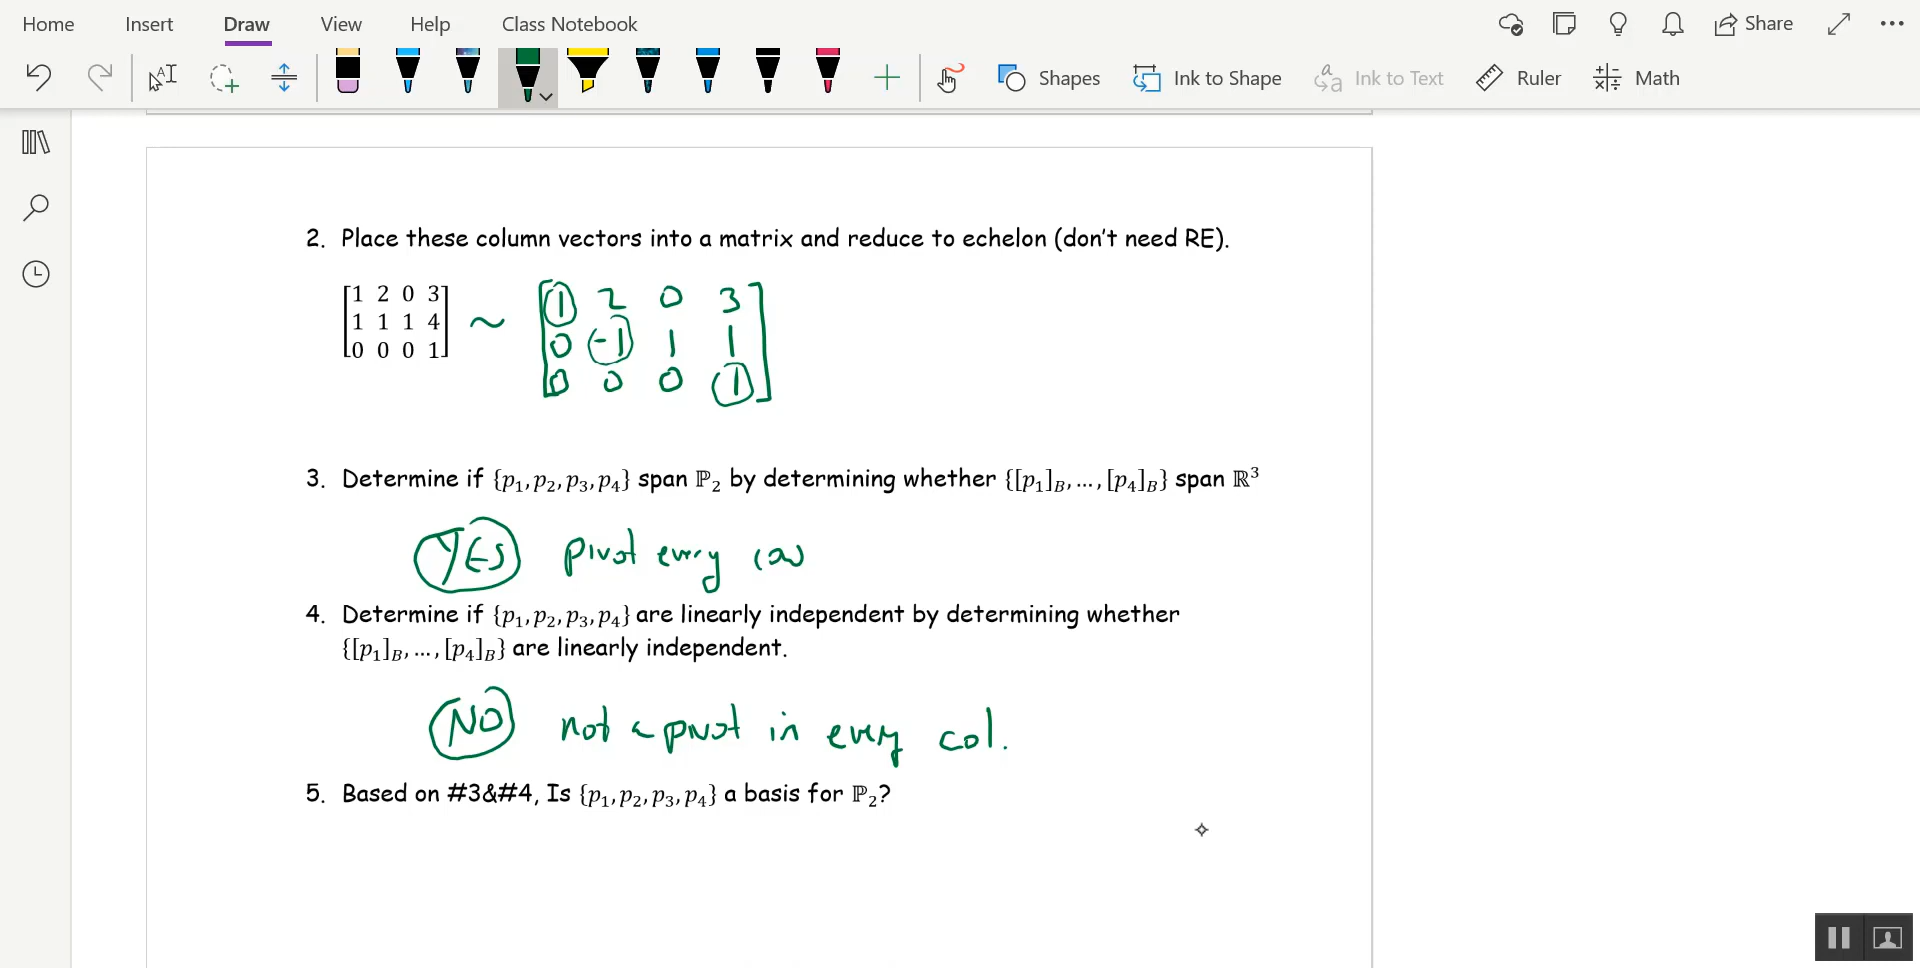 Home Insert Draw View Help Class Notebook Share
Shapes Ink to Shape Ink to Text Ruler Math
2. Place these column vectors into a matrix and reduce to echelon (don't need RE).
[1 2 0 3] [1 2 0 3]
[1 1 1 4] ~ [0 -1 1 1]
[0 0 0 1] [0 0 0 1]
3. Determine if {p₁, p₂, p₃, p₄} span ℙ₂ by determining whether {[p₁]_B, ..., [p₄]_B} span ℝ³
YES pivot every row
4. Determine if {p₁, p₂, p₃, p₄} are linearly independent by determining whether
{[p₁]_B, ..., [p₄]_B} are linearly independent.
NO not a pivot in every col.
5. Based on #3&#4, Is {p₁, p₂, p₃, p₄} a basis for ℙ₂?